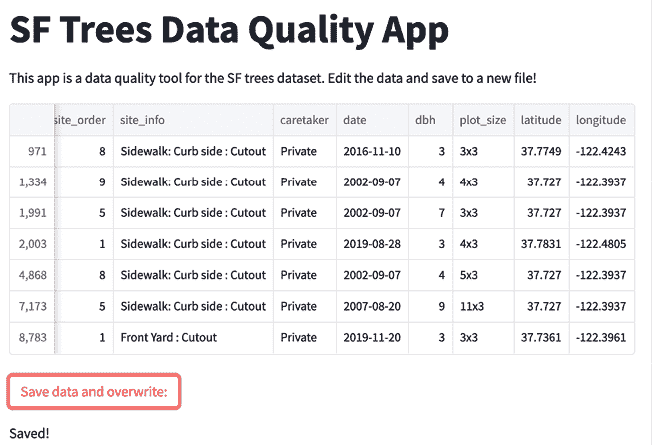 SF Trees Data Quality App
This app is a data quality tool for the SF trees dataset. Edit the data and save to a new file!
site_order site_info caretaker date dbh plot_size latitude longitude
971 8 Sidewalk: Curb side : Cutout Private 2016-11-10 3 3x3 37.7749 -122.4243
1,334 9 Sidewalk: Curb side : Cutout Private 2002-09-07 4 4x3 37.727 -122.3937
1,991 5 Sidewalk: Curb side : Cutout Private 2002-09-07 7 3x3 37.727 -122.3937
2,003 1 Sidewalk: Curb side : Cutout Private 2019-08-28 3 4x3 37.7831 -122.4805
4,868 8 Sidewalk: Curb side : Cutout Private 2002-09-07 4 5x3 37.727 -122.3937
7,173 5 Sidewalk: Curb side : Cutout Private 2007-08-20 9 11x3 37.727 -122.3937
8,783 1 Front Yard : Cutout Private 2019-11-20 3 3x3 37.7361 -122.3961
Save data and overwrite:
Saved!